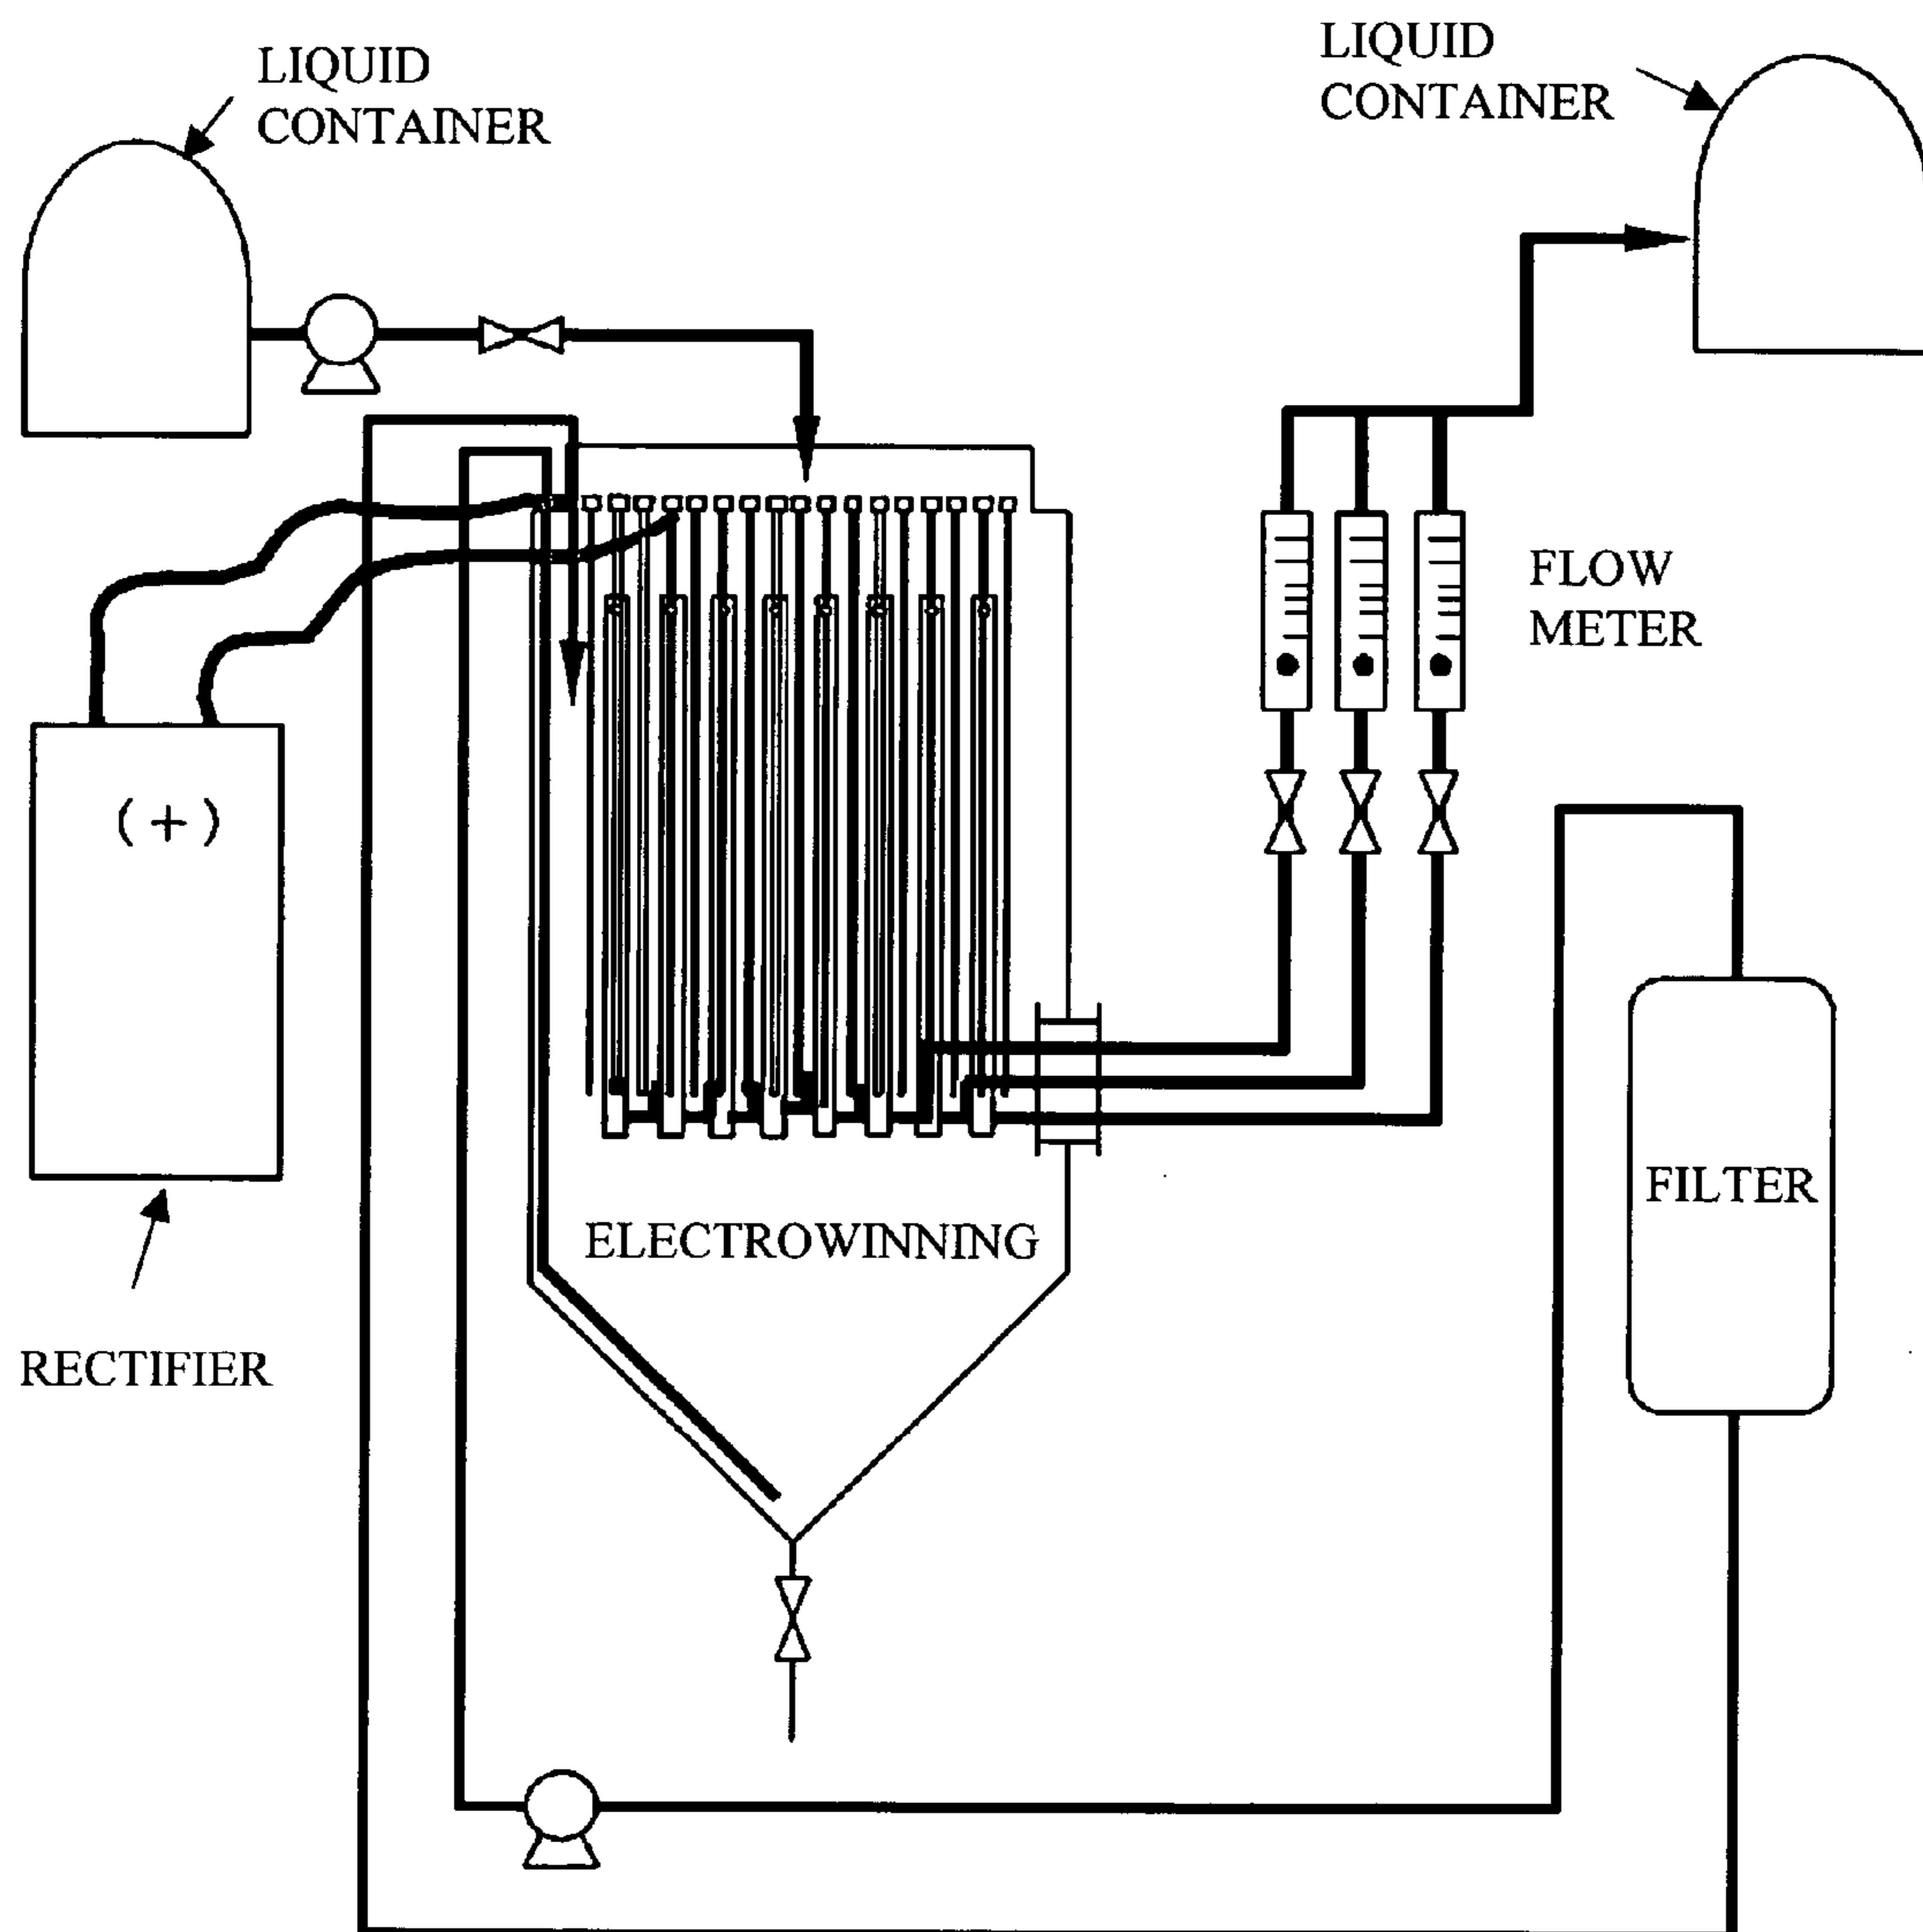 LIQUID
CONTAINER
LIQUID
CONTAINER
FLOW
METER
(+)
FILTER
ELECTROWINNING
RECTIFIER